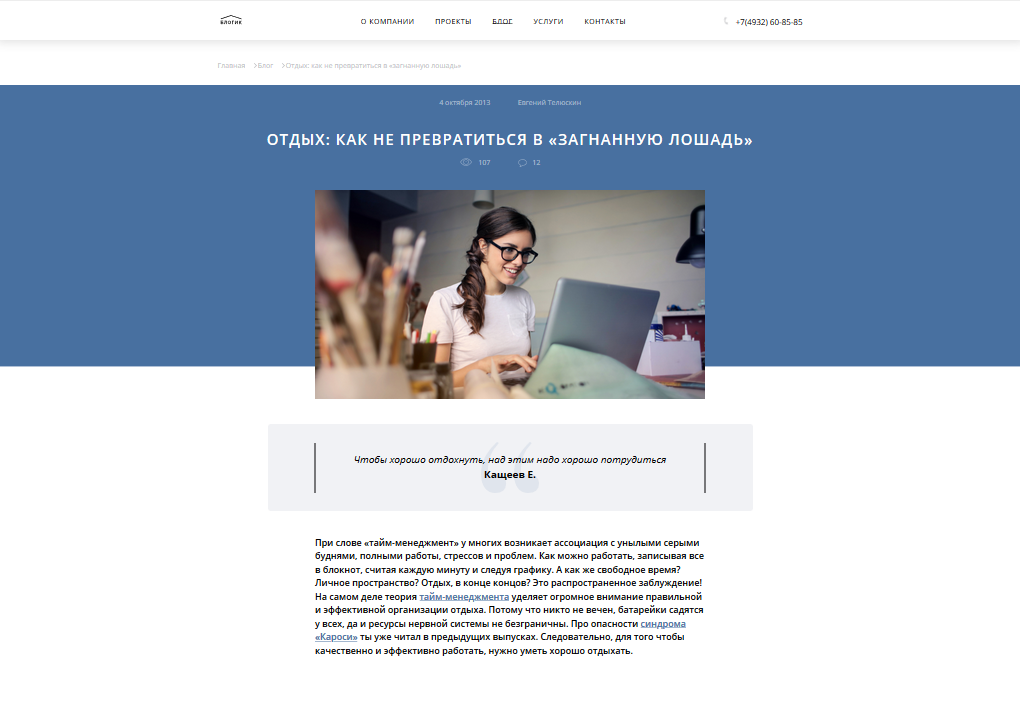 БЛОГИК
О КОМПАНИИ ПРОЕКТЫ БЛОГ УСЛУГИ КОНТАКТЫ
+7(4932) 60-85-85
Главная >Блог >Отдых: как не превратиться в «загнанную лошадь»
4 октября 2013 Евгений Телюскин
ОТДЫХ: КАК НЕ ПРЕВРАТИТЬСЯ В «ЗАГНАННУЮ ЛОШАДЬ»
107 12
Чтобы хорошо отдохнуть, над этим надо хорошо потрудиться
Кащеев Е.
При слове «тайм-менеджмент» у многих возникает ассоциация с унылыми серыми
буднями, полными работы, стрессов и проблем. Как можно работать, записывая все
в блокнот, считая каждую минуту и следуя графику. А как же свободное время?
Личное пространство? Отдых, в конце концов? Это распространенное заблуждение!
На самом деле теория тайм-менеджмента уделяет огромное внимание правильной
и эффективной организации отдыха. Потому что никто не вечен, батарейки садятся
у всех, да и ресурсы нервной системы не безграничны. Про опасности синдрома
«Кароси» ты уже читал в предыдущих выпусках. Следовательно, для того чтобы
качественно и эффективно работать, нужно уметь хорошо отдыхать.